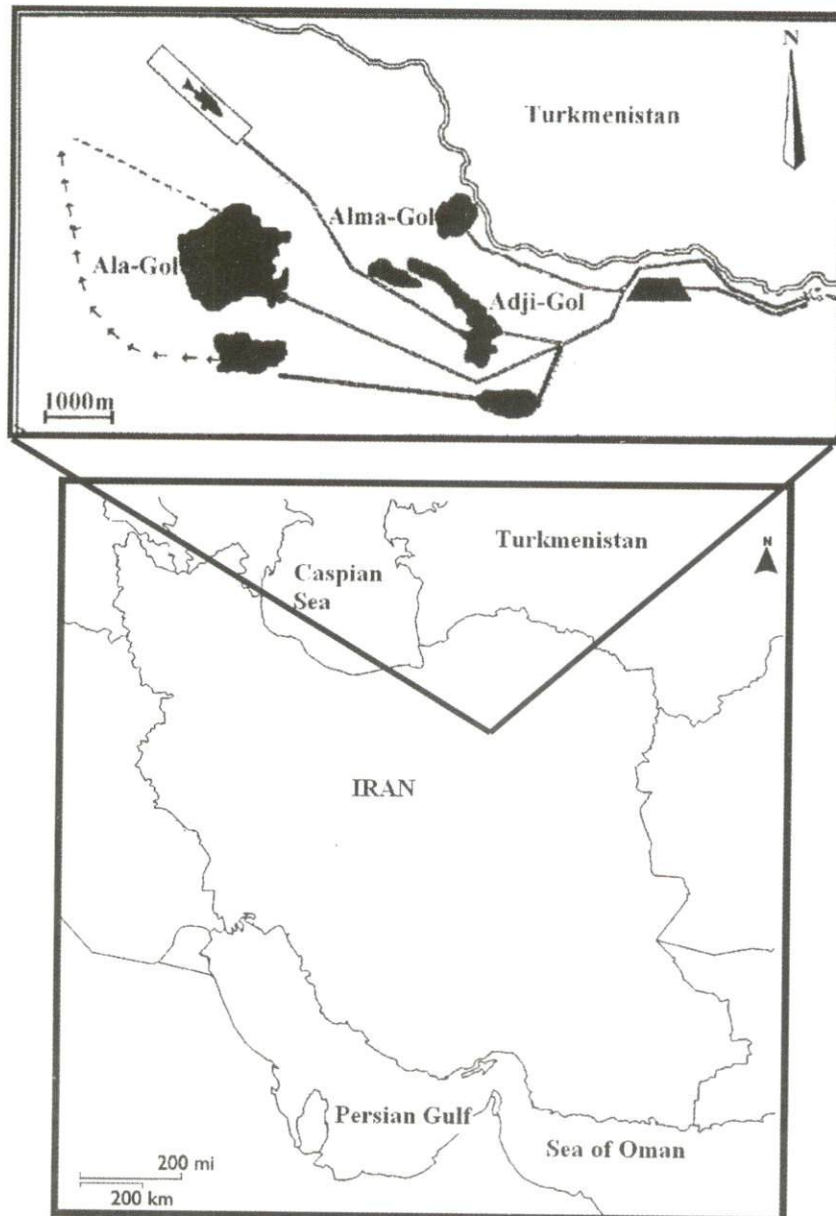 N
Turkmenistan
Alma-Gol
Ala-Gol
Adji-Gol
1000m
Turkmenistan
N
Caspian
Sea
IRAN
Persian Gulf
Sea of Oman
200 mi
200 km